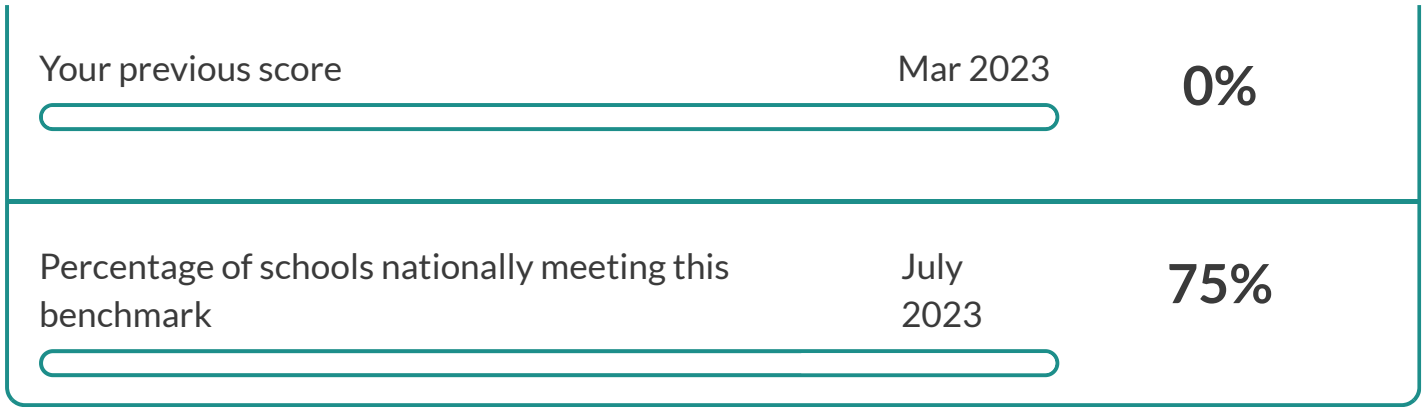 Your previous score Mar 2023 0%
Percentage of schools nationally meeting this July 75%
benchmark 2023